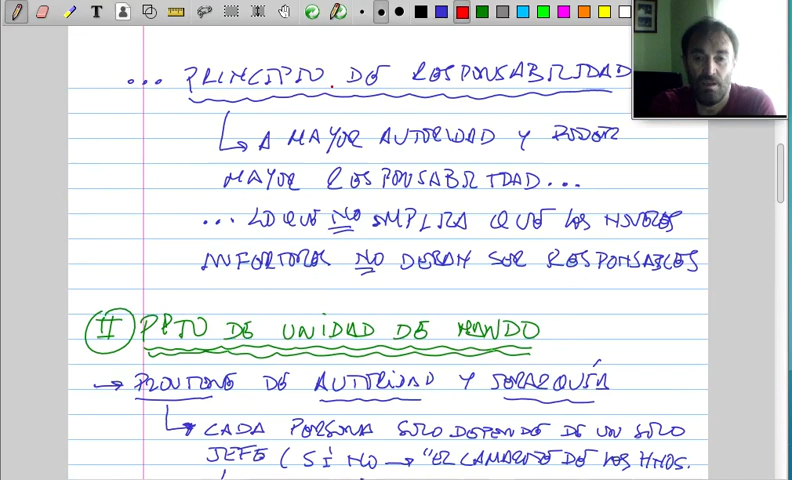 ... PRINCIPIO DE RESPONSABILIDAD
A MAYOR AUTORIDAD Y PODER
MAYOR RESPONSABILIDAD...
... LO QUE NO IMPLICA QUE LOS NIVELES
INFERIORES NO DEBAN SER RESPONSABLES
II PPIO DE UNIDAD DE MANDO
→ PROVIENE DE AUTORIDAD Y JERARQUÍA
CADA PERSONA SOLO DEPENDE DE UN SOLO
JEFE (SI NO → "EL CAMAROTE DE LOS HNOS.